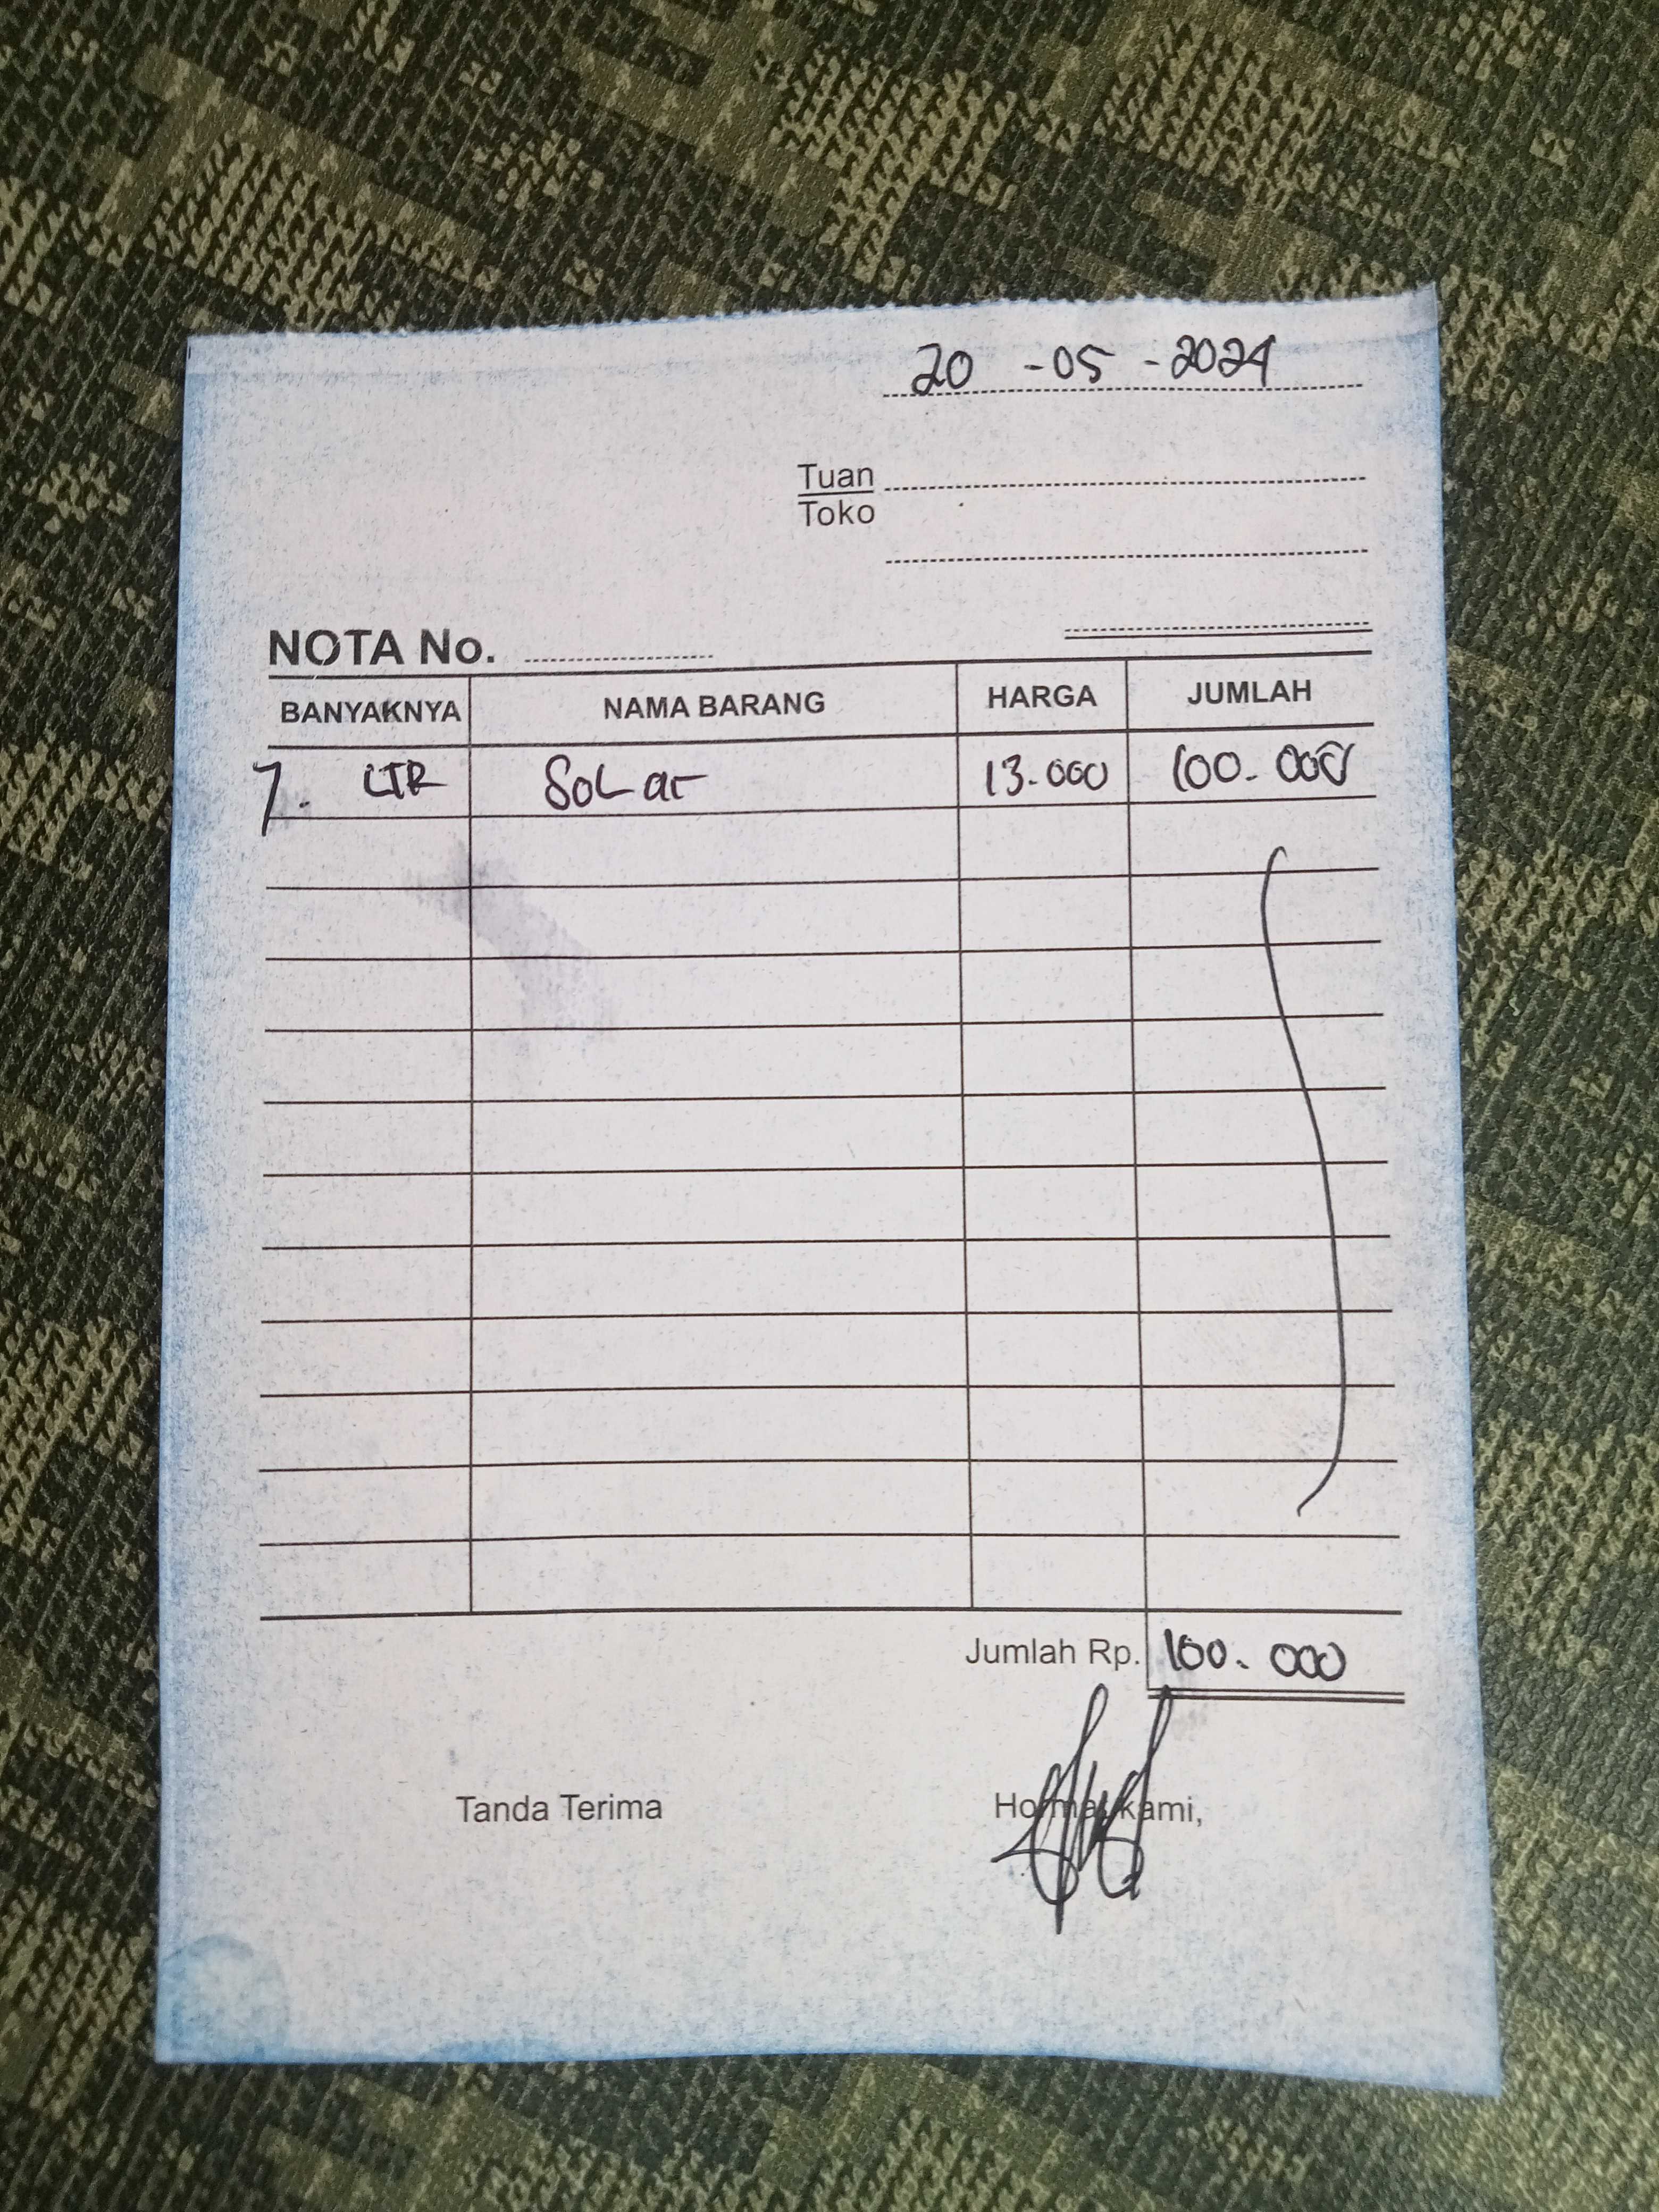 20 -05 -2024
Tuan
Toko
NOTA No.
BANYAKNYA NAMA BARANG HARGA JUMLAH
7. LTR Solar 13.000 100.000
Jumlah Rp. 100.000
Tanda Terima Hormat kami,